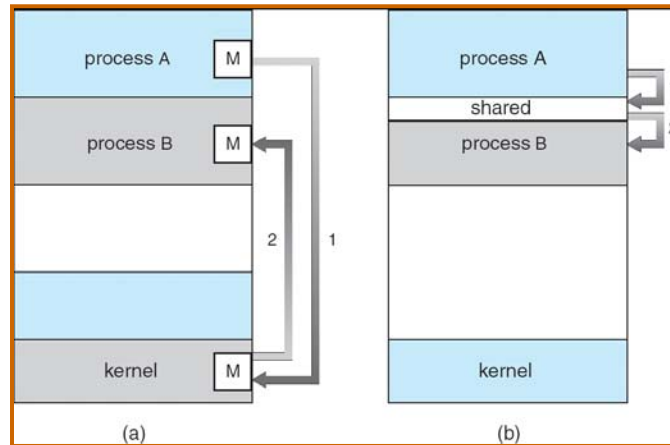 process A M
process B M
2 1
kernel M
(a)
process A
shared
process B
kernel
(b)